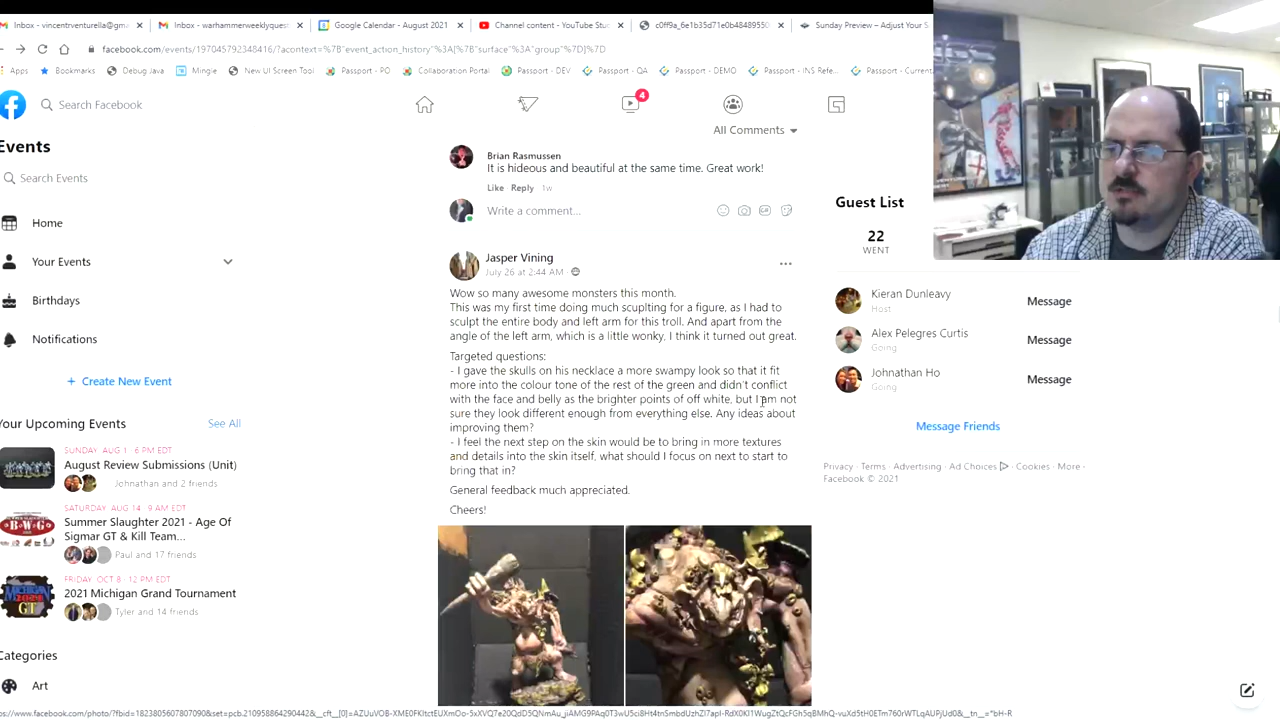 Inbox - vincentrventurella@gma
Inbox - warhammerweeklyques
Google Calendar - August 2021
Channel content - YouTube Stu
c0ff9a_6e1b35d71e0b48489550
Sunday Preview – Adjust Your S
facebook.com/events/197045792348416/?acontext=%7B"event_action_history"%3A[%7B"surface"%3A"group"%7D]%7D
Apps
Bookmarks
Debug Java
Mingle
New UI Screen Tool
Passport - PO
Collaboration Portal
Passport - DEV
Passport - QA
Passport - DEMO
Passport - INS Refe...
Passport - Current
Search Facebook
4
All Comments
Events
Search Events
Home
Your Events
Birthdays
Notifications
+ Create New Event
Your Upcoming Events
See All
SUNDAY, AUG 1 · 6 PM EDT
August Review Submissions (Unit)
Johnathan and 2 friends
SATURDAY, AUG 14 · 9 AM EDT
Summer Slaughter 2021 - Age Of
Sigmar GT & Kill Team...
Paul and 17 friends
FRIDAY, OCT 8 · 12 PM EDT
2021 Michigan Grand Tournament
Tyler and 14 friends
Categories
Art
Brian Rasmussen
It is hideous and beautiful at the same time. Great work!
Like Reply 1w
Write a comment...
Jasper Vining
July 26 at 2:44 AM ·
Wow so many awesome monsters this month.
This was my first time doing much scuplting for a figure, as I had to
sculpt the entire body and left arm for this troll. And apart from the
angle of the left arm, which is a little wonky, I think it turned out great.
Targeted questions:
- I gave the skulls on his necklace a more swampy look so that it fit
more into the colour tone of the rest of the green and didn't conflict
with the face and belly as the brighter points of off white, but I am not
sure they look different enough from everything else. Any ideas about
improving them?
- I feel the next step on the skin would be to bring in more textures
and details into the skin itself, what should I focus on next to start to
bring that in?
General feedback much appreciated.
Cheers!
Guest List
22
WENT
Kieran Dunleavy
Host
Message
Alex Pelegres Curtis
Going
Message
Johnathan Ho
Going
Message
Message Friends
Privacy · Terms · Advertising · Ad Choices · Cookies · More ·
Facebook © 2021